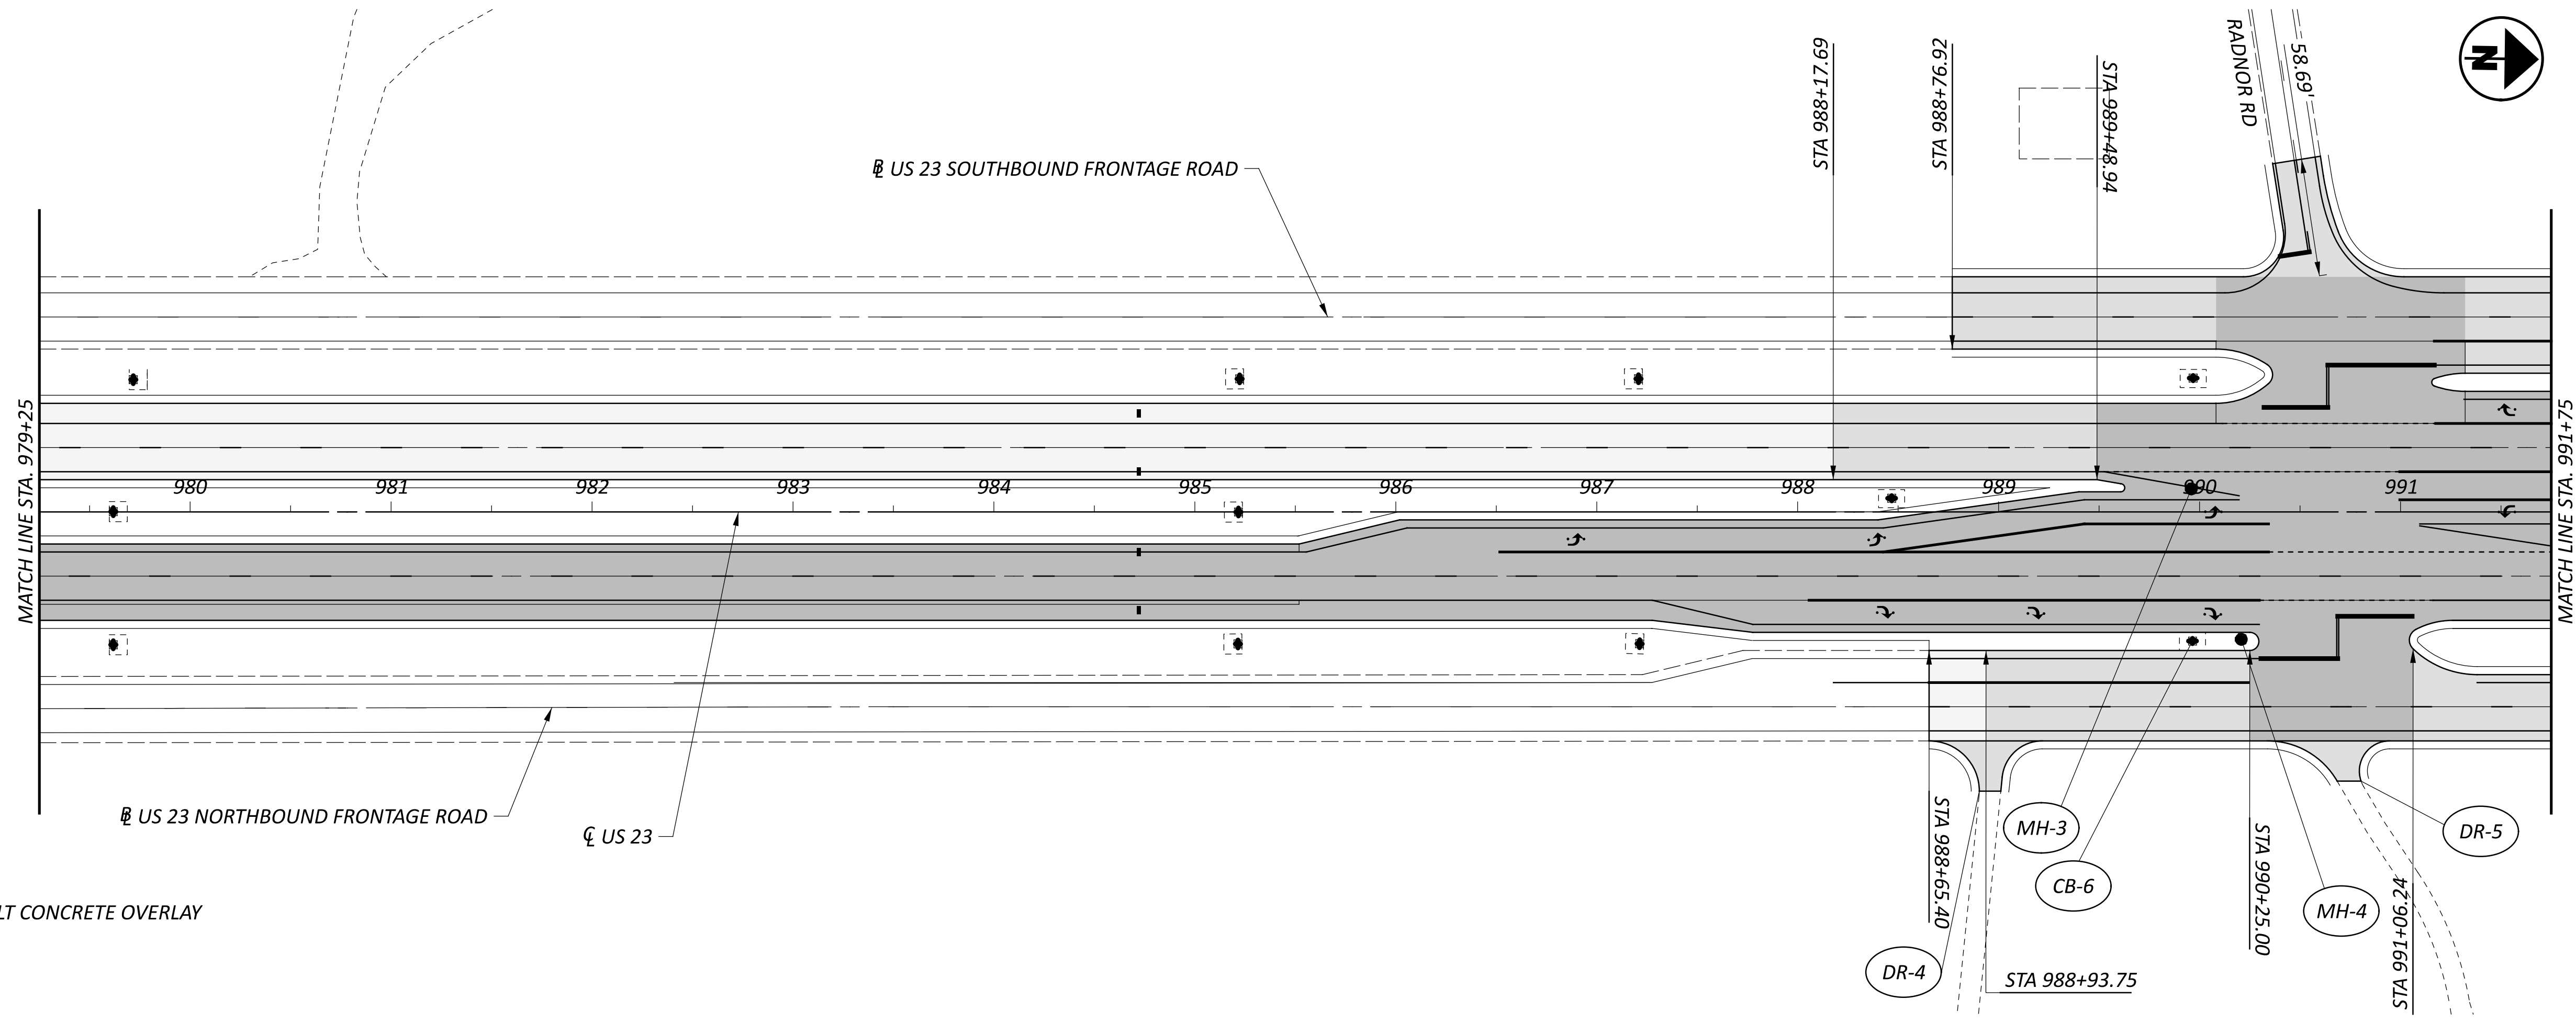 N
RADNOR RD
58.69'
STA 988+17.69
STA 988+76.92
STA 989+48.94
℄ US 23 SOUTHBOUND FRONTAGE ROAD
MATCH LINE STA. 979+25
MATCH LINE STA. 991+75
980 981 982 983 984 985 986 987 988 989 990 991
℄ US 23 NORTHBOUND FRONTAGE ROAD
℄ US 23
MH-3
CB-6
MH-4
DR-5
DR-4
STA 988+65.40
STA 988+93.75
STA 990+25.00
STA 991+06.24
LT CONCRETE OVERLAY